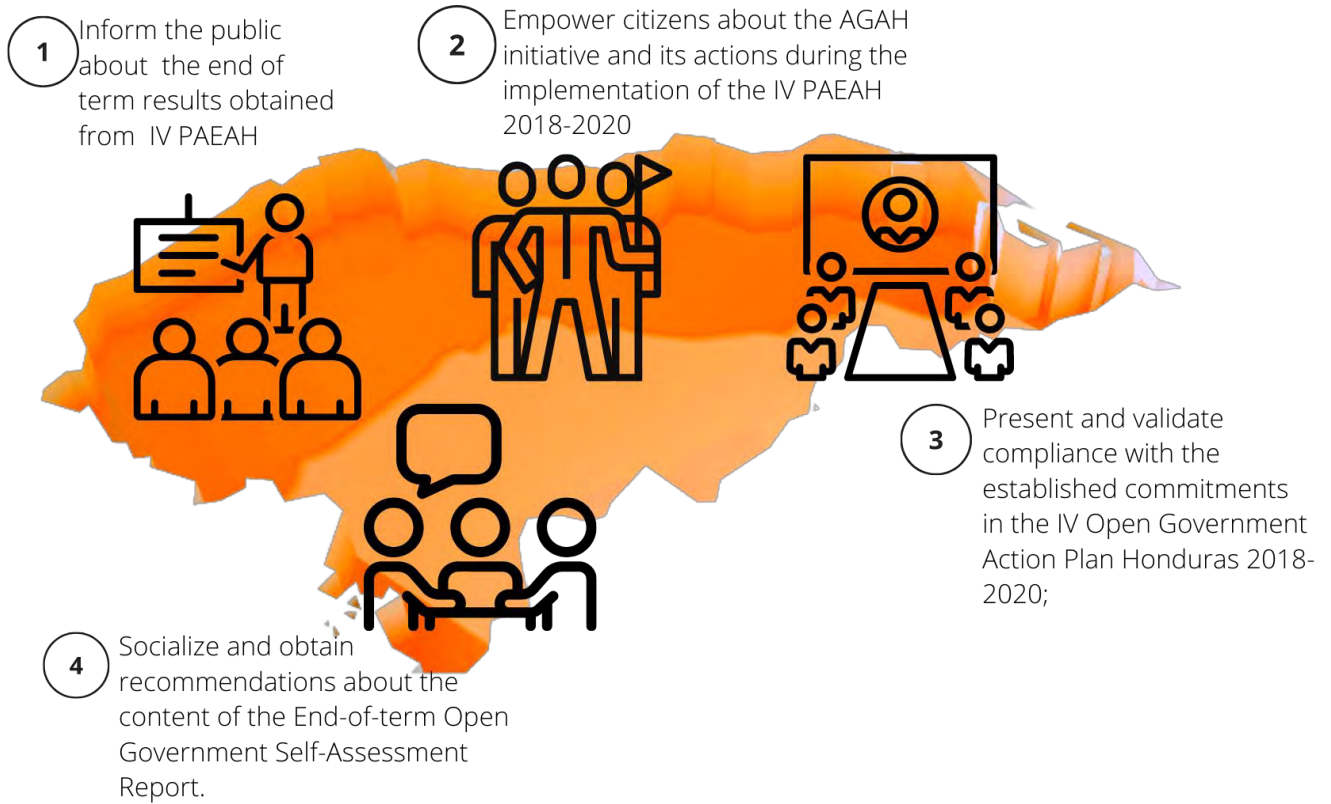 1
Inform the public
about the end of
term results obtained
from IV PAEAH
2
Empower citizens about the AGAH
initiative and its actions during the
implementation of the IV PAEAH
2018-2020
3
Present and validate
compliance with the
established commitments
in the IV Open Government
Action Plan Honduras 2018-
2020;
4
Socialize and obtain
recommendations about the
content of the End-of-term Open
Government Self-Assessment
Report.